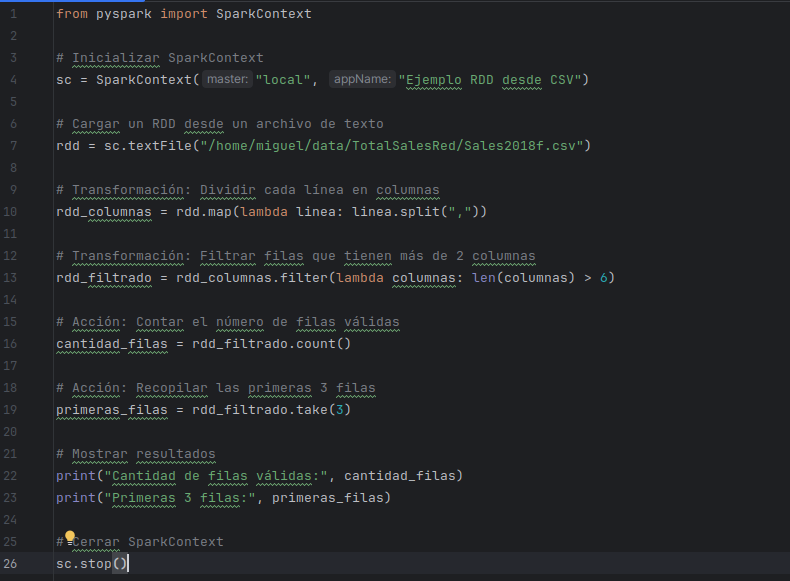 1 from pyspark import SparkContext
2
3 # Inicializar SparkContext
4 sc = SparkContext( master: "local", appName: "Ejemplo RDD desde CSV")
5
6 # Cargar un RDD desde un archivo de texto
7 rdd = sc.textFile("/home/miguel/data/TotalSalesRed/Sales2018f.csv")
8
9 # Transformación: Dividir cada línea en columnas
10 rdd_columnas = rdd.map(lambda linea: linea.split(","))
11
12 # Transformación: Filtrar filas que tienen más de 2 columnas
13 rdd_filtrado = rdd_columnas.filter(lambda columnas: len(columnas) > 6)
14
15 # Acción: Contar el número de filas válidas
16 cantidad_filas = rdd_filtrado.count()
17
18 # Acción: Recopilar las primeras 3 filas
19 primeras_filas = rdd_filtrado.take(3)
20
21 # Mostrar resultados
22 print("Cantidad de filas válidas:", cantidad_filas)
23 print("Primeras 3 filas:", primeras_filas)
24
25 # Cerrar SparkContext
26 sc.stop()